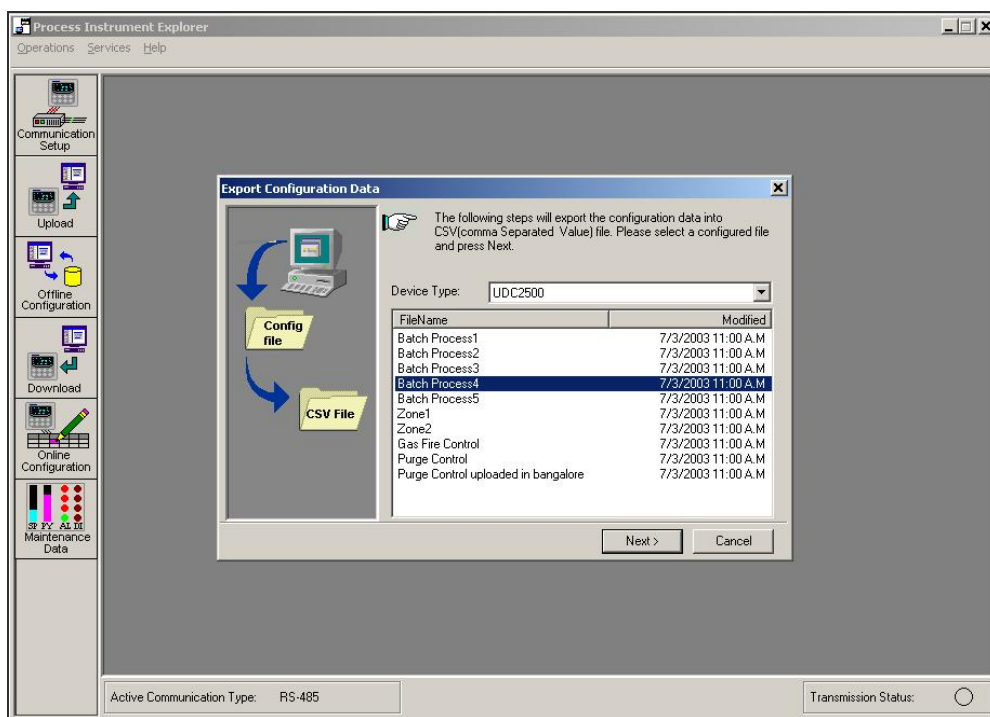 Process Instrument Explorer
Operations Services Help
Communication
Setup
Upload
Offline
Configuration
Download
Online
Configuration
SP PY AL DI
Maintenance
Data
Export Configuration Data
The following steps will export the configuration data into
CSV(comma Separated Value) file. Please select a configured file
and press Next.
Device Type: UDC2500
Config
file
CSV File
FileName Modified
Batch Process1 7/3/2003 11:00 A.M
Batch Process2 7/3/2003 11:00 A.M
Batch Process3 7/3/2003 11:00 A.M
Batch Process4 7/3/2003 11:00 A.M
Batch Process5 7/3/2003 11:00 A.M
Zone1 7/3/2003 11:00 A.M
Zone2 7/3/2003 11:00 A.M
Gas Fire Control 7/3/2003 11:00 A.M
Purge Control 7/3/2003 11:00 A.M
Purge Control uploaded in bangalore 7/3/2003 11:00 A.M
Next > Cancel
Active Communication Type: RS-485
Transmission Status: